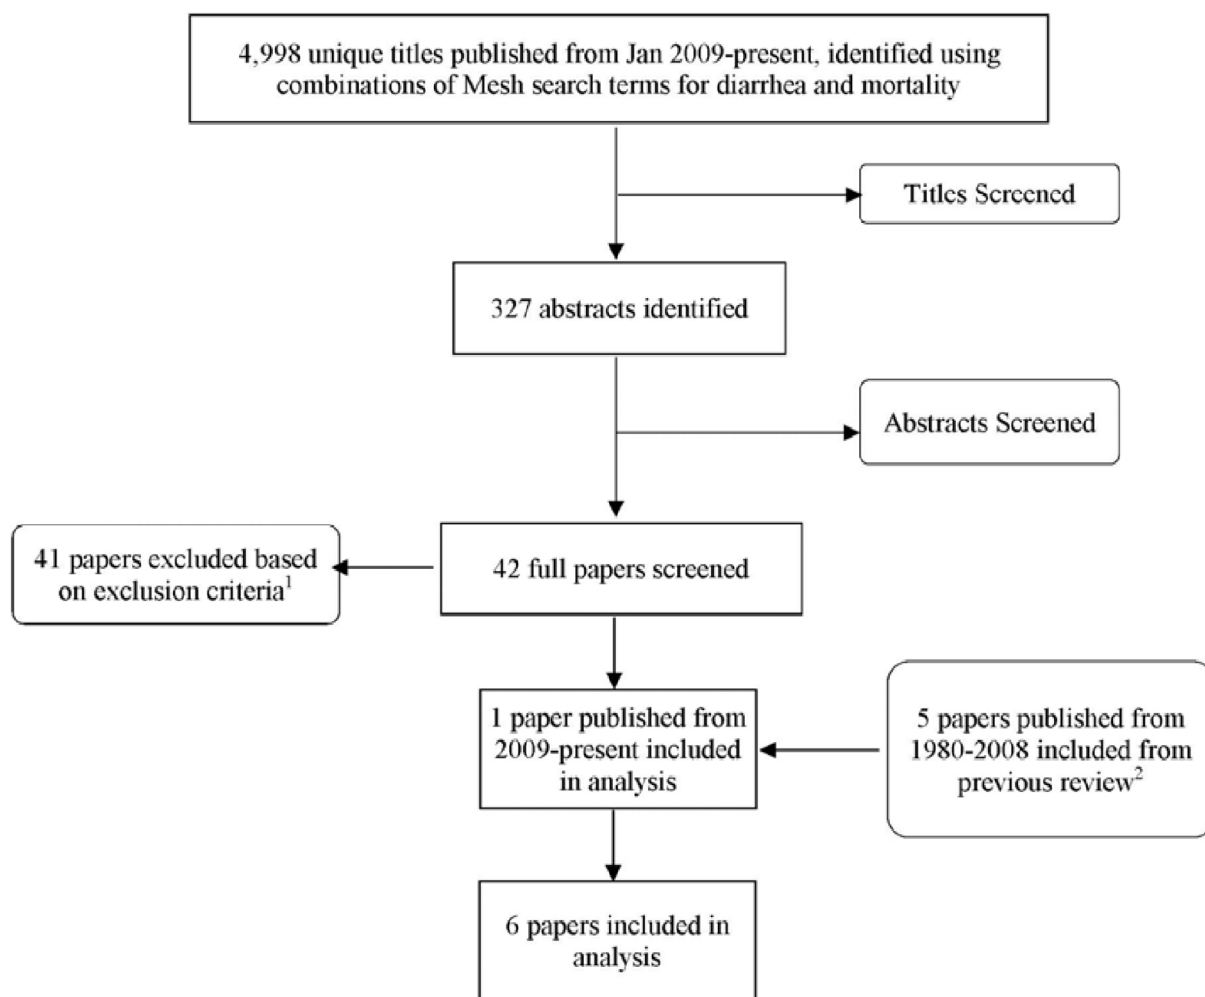 4,998 unique titles published from Jan 2009-present, identified using
combinations of Mesh search terms for diarrhea and mortality
Titles Screened
327 abstracts identified
Abstracts Screened
41 papers excluded based
on exclusion criteria¹
42 full papers screened
1 paper published from
2009-present included
in analysis
5 papers published from
1980-2008 included from
previous review²
6 papers included in
analysis